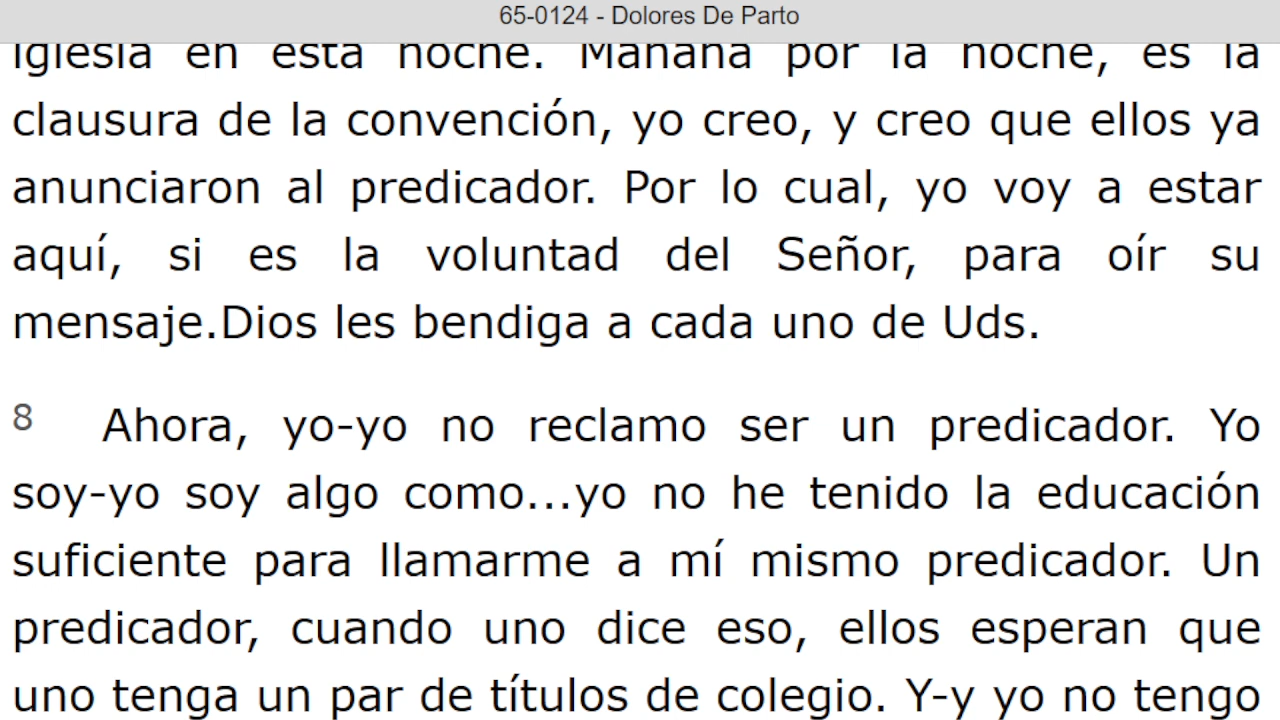 65-0124 - Dolores De Parto
iglesia en esta noche. Mañana por la noche, es la
clausura de la convención, yo creo, y creo que ellos ya
anunciaron al predicador. Por lo cual, yo voy a estar
aquí, si es la voluntad del Señor, para oír su
mensaje.Dios les bendiga a cada uno de Uds.
8 Ahora, yo-yo no reclamo ser un predicador. Yo
soy-yo soy algo como...yo no he tenido la educación
suficiente para llamarme a mí mismo predicador. Un
predicador, cuando uno dice eso, ellos esperan que
uno tenga un par de títulos de colegio. Y-y yo no tengo